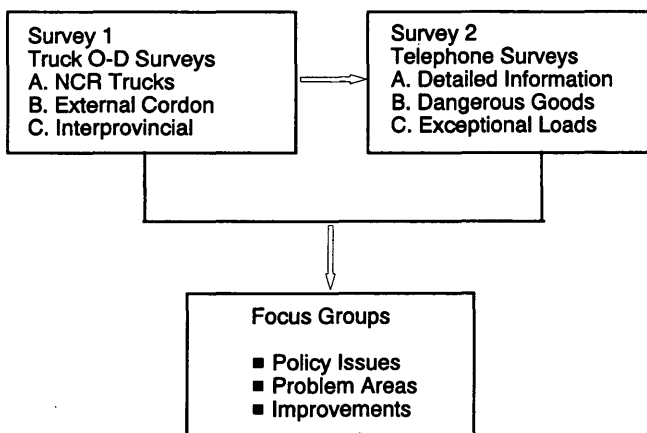 Survey 1
Truck O-D Surveys
A. NCR Trucks
B. External Cordon
C. Interprovincial
Survey 2
Telephone Surveys
A. Detailed Information
B. Dangerous Goods
C. Exceptional Loads
Focus Groups
■ Policy Issues
■ Problem Areas
■ Improvements